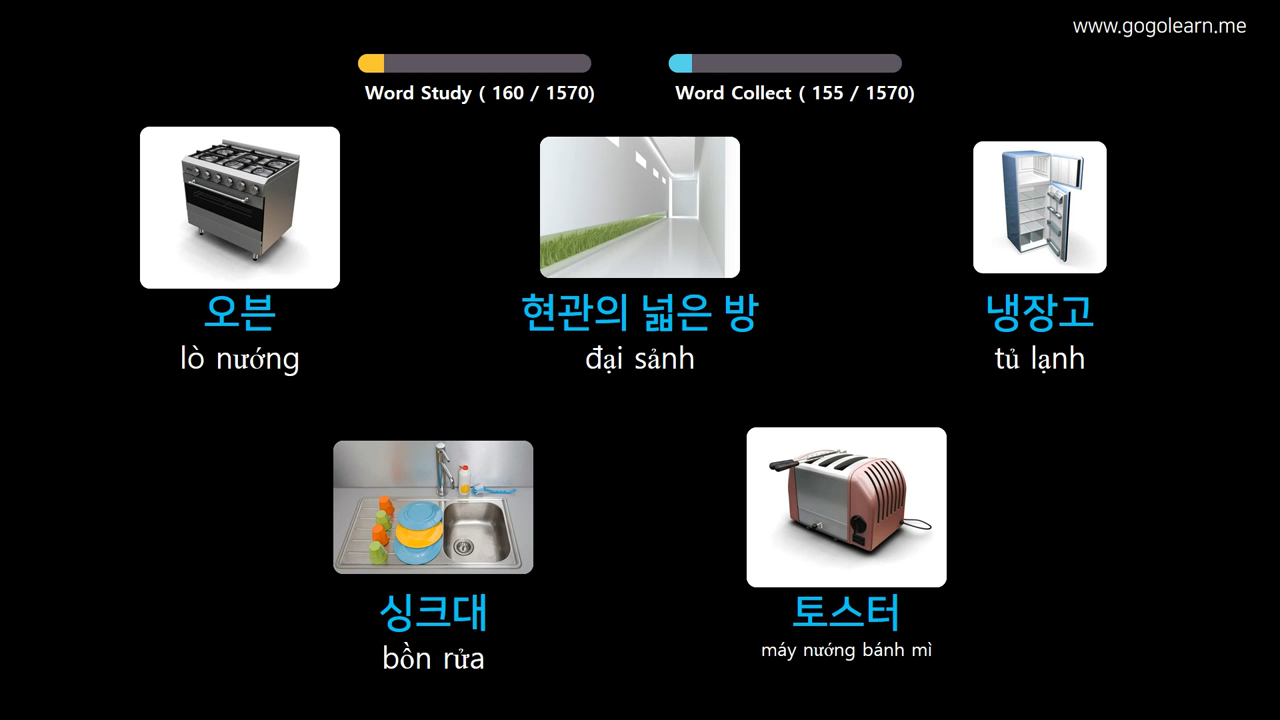 www.gogolearn.me
Word Study ( 160 / 1570)
Word Collect ( 155 / 1570)
오븐
lò nướng
현관의 넓은 방
đại sảnh
냉장고
tủ lạnh
싱크대
bồn rửa
토스터
máy nướng bánh mì